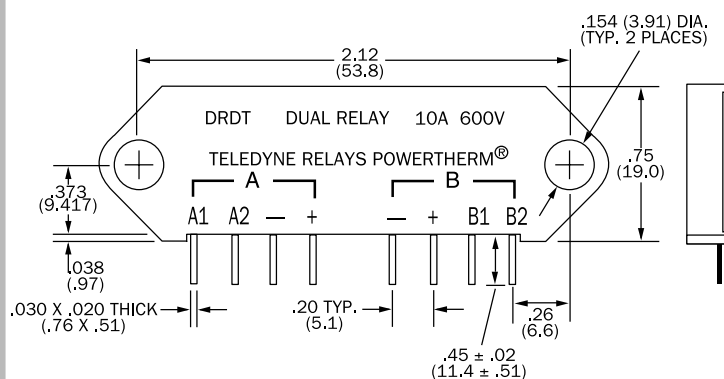 .154 (3.91) DIA.
(TYP. 2 PLACES)
2.12
(53.8)
DRDT DUAL RELAY 10A 600V
TELEDYNE RELAYS POWERTHERM®
.75
(19.0)
.373
(9.417)
A B
A1 A2 — + — + B1 B2
.038
(.97)
.030 X .020 THICK
(.76 X .51)
.20 TYP.
(5.1)
.26
(6.6)
.45 ± .02
(11.4 ± .51)